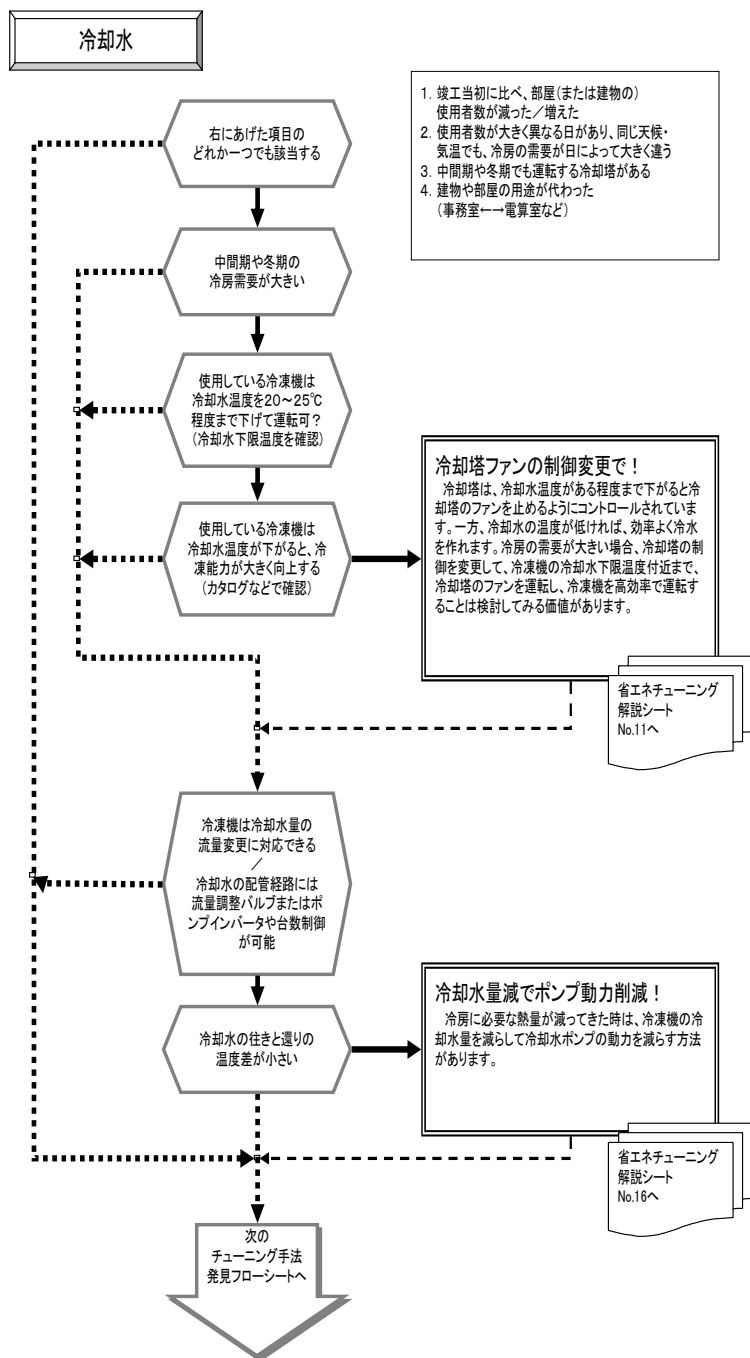 冷却水
右にあげた項目の
どれか一つでも該当する
1. 竣工当初に比べ、部屋(または建物の)
使用者数が減った／増えた
2. 使用者数が大きく異なる日があり、同じ天候・
気温でも、冷房の需要が日によって大きく違う
3. 中間期や冬期でも運転する冷却塔がある
4. 建物や部屋の用途が代わった
(事務室←→電算室など)
中間期や冬期の
冷房需要が大きい
使用している冷凍機は
冷却水温度を20～25℃
程度まで下げて運転可？
(冷却水下限温度を確認)
使用している冷凍機は
冷却水温度が下がると、冷
凍能力が大きく向上する
(カタログなどで確認)
冷却塔ファンの制御変更で！
冷却塔は、冷却水温度がある程度まで下がると冷
却塔のファンを止めるようにコントロールされていま
す。一方、冷却水の温度が低ければ、効率よく冷水
を作れます。冷房の需要が大きい場合、冷却塔の制
御を変更して、冷凍機の冷却水下限温度付近まで、
冷却塔のファンを運転し、冷凍機を高効率で運転す
ることは検討してみる価値があります。
省エネチューニング
解説シート
No.11へ
冷凍機は冷却水量の
流量変更に対応できる
／
冷却水の配管経路には
流量調整バルブまたはポ
ンプインバータや台数制御
が可能
冷却水の往きと還りの
温度差が小さい
冷却水量減でポンプ動力削減！
冷房に必要な熱量が減ってきた時は、冷凍機の冷
却水量を減らして冷却水ポンプの動力を減らす方法
があります。
省エネチューニング
解説シート
No.16へ
次の
チューニング手法
発見フローシートへ